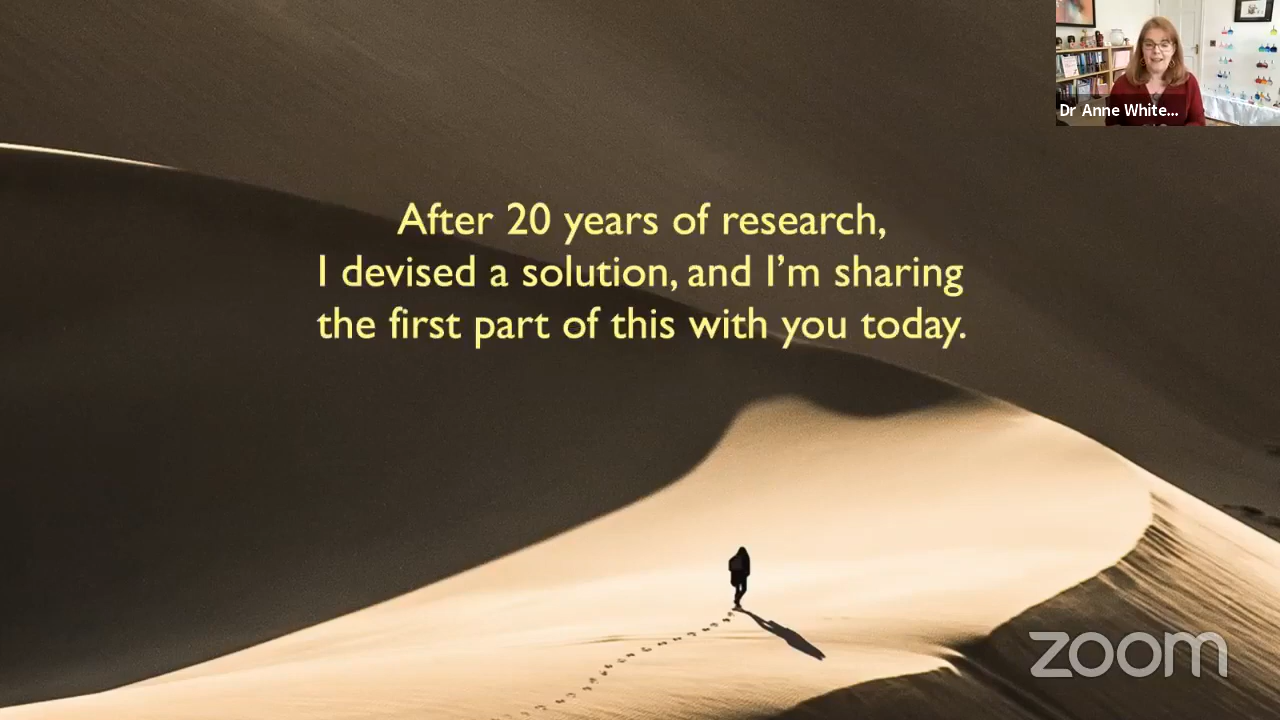 Dr Anne White...
After 20 years of research,
I devised a solution, and I’m sharing
the first part of this with you today.
zoom